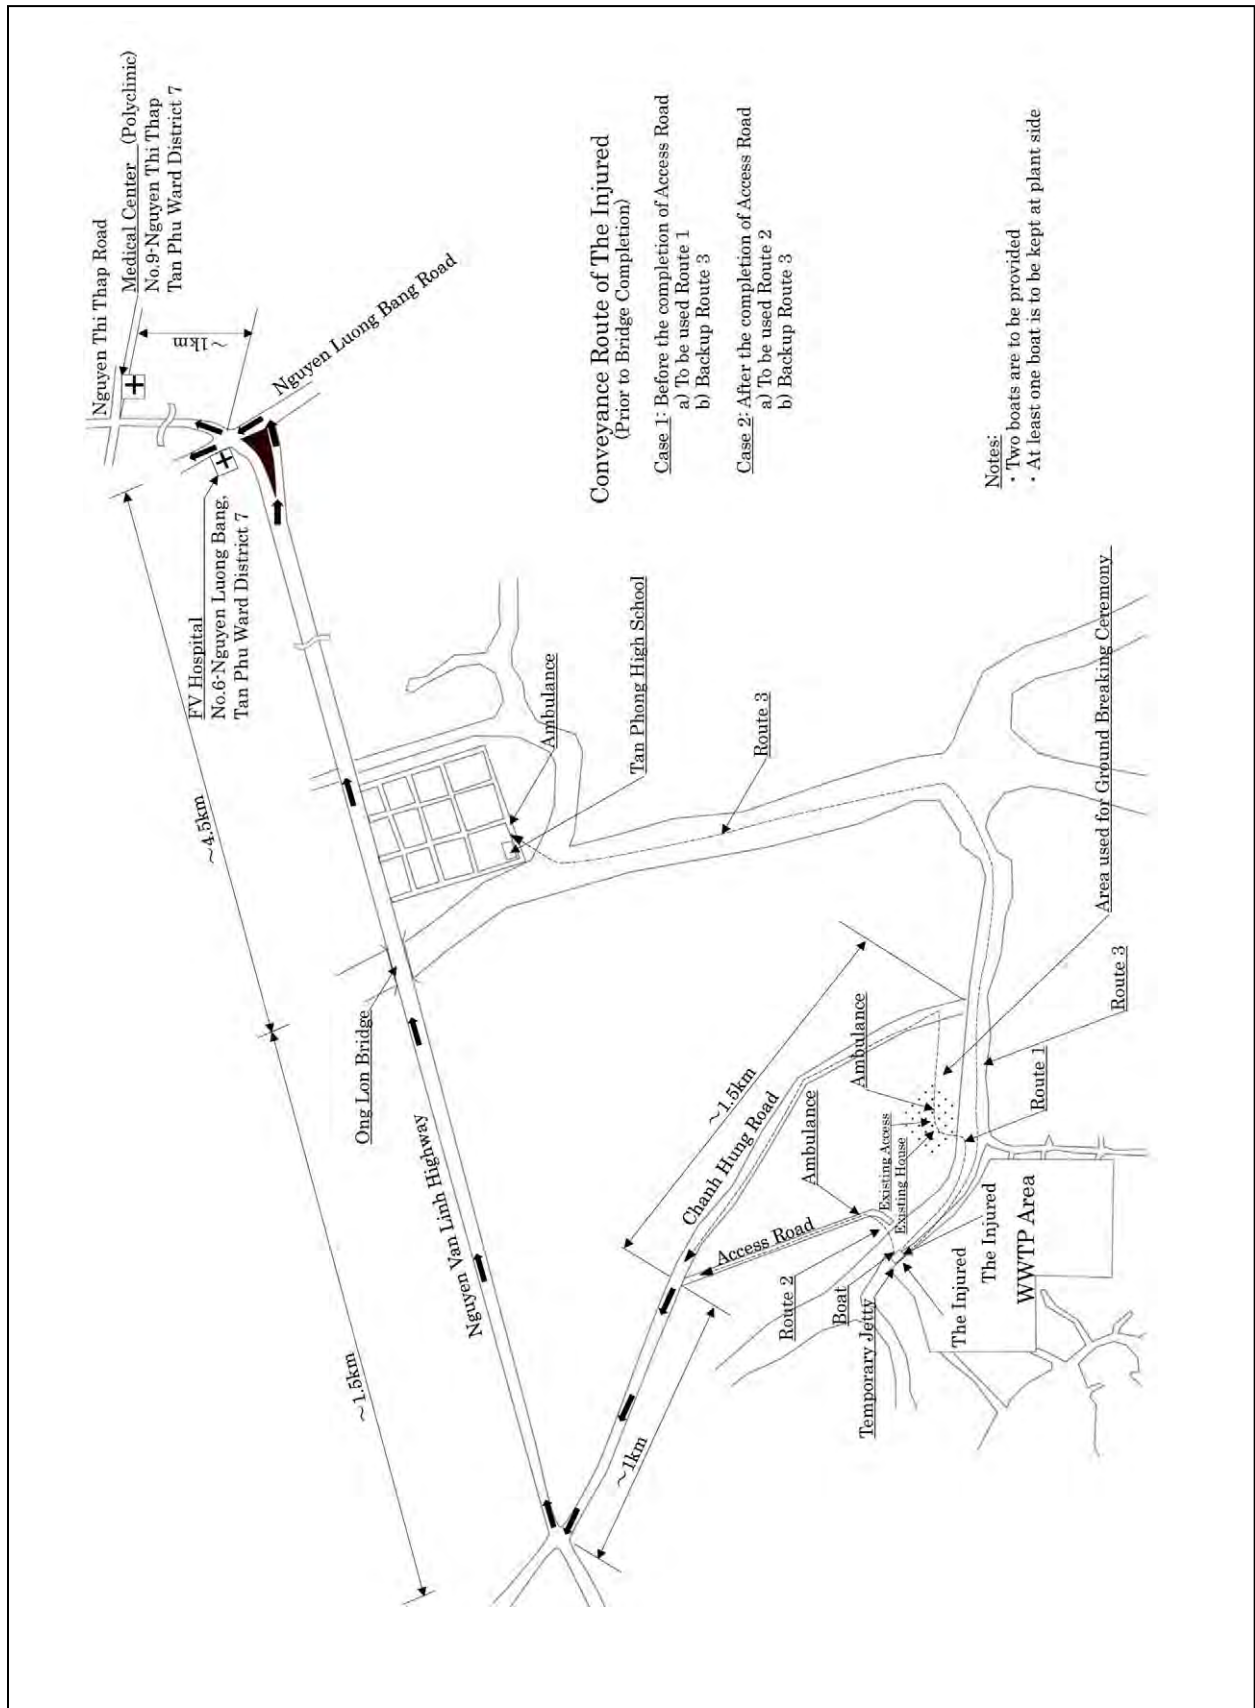 Nguyen Thi Thap Road
Medical Center (Polyclinic)
No.9-Nguyen Thi Thap
Tan Phu Ward District 7
~1km
Nguyen Luong Bang Road
FV Hospital
No.6-Nguyen Luong Bang,
Tan Phu Ward District 7
~4.5km
~1.5km
Ong Lon Bridge
Nguyen Van Linh Highway
Ambulance
Tan Phong High School
Route 3
Conveyance Route of The Injured
(Prior to Bridge Completion)
Case 1: Before the completion of Access Road
a) To be used Route 1
b) Backup Route 3
Case 2: After the completion of Access Road
a) To be used Route 2
b) Backup Route 3
Notes:
・Two boats are to be provided
・At least one boat is to be kept at plant side
~1.5km
Chanh Hung Road
Access Road
~1km
Ambulance
Ambulance
Existing Access
Existing House
Area used for Ground Breaking Ceremony
Route 3
Route 1
Route 2
Boat
Temporary Jetty
The Injured
The Injured
WWTP Area